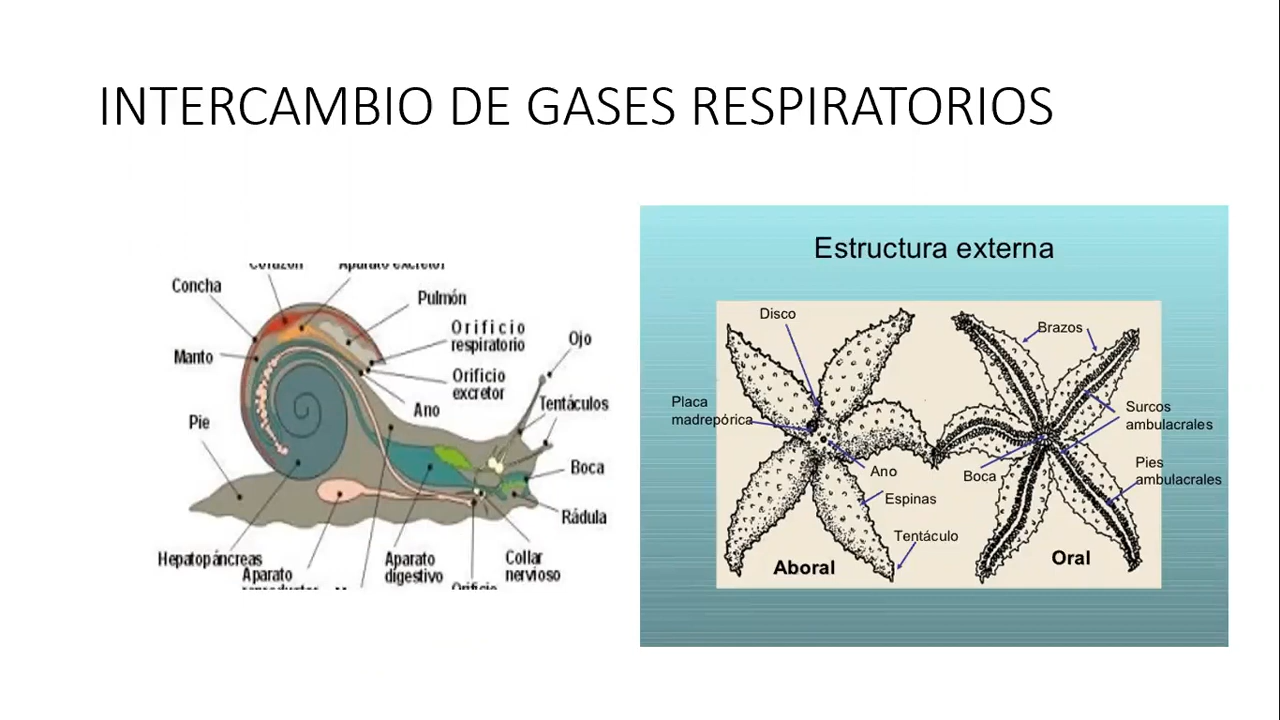 INTERCAMBIO DE GASES RESPIRATORIOS
Corazón
Aparato excretor
Concha
Pulmón
Orificio
respiratorio
Ojo
Manto
Orificio
excretor
Ano
Tentáculos
Pie
Boca
Rádula
Hepatopáncreas
Aparato
reproductor
Aparato
digestivo
Collar
nervioso
Orificio
Estructura externa
Disco
Brazos
Placa
madrepórica
Surcos
ambulacrales
Ano
Boca
Pies
ambulacrales
Espinas
Tentáculo
Aboral
Oral